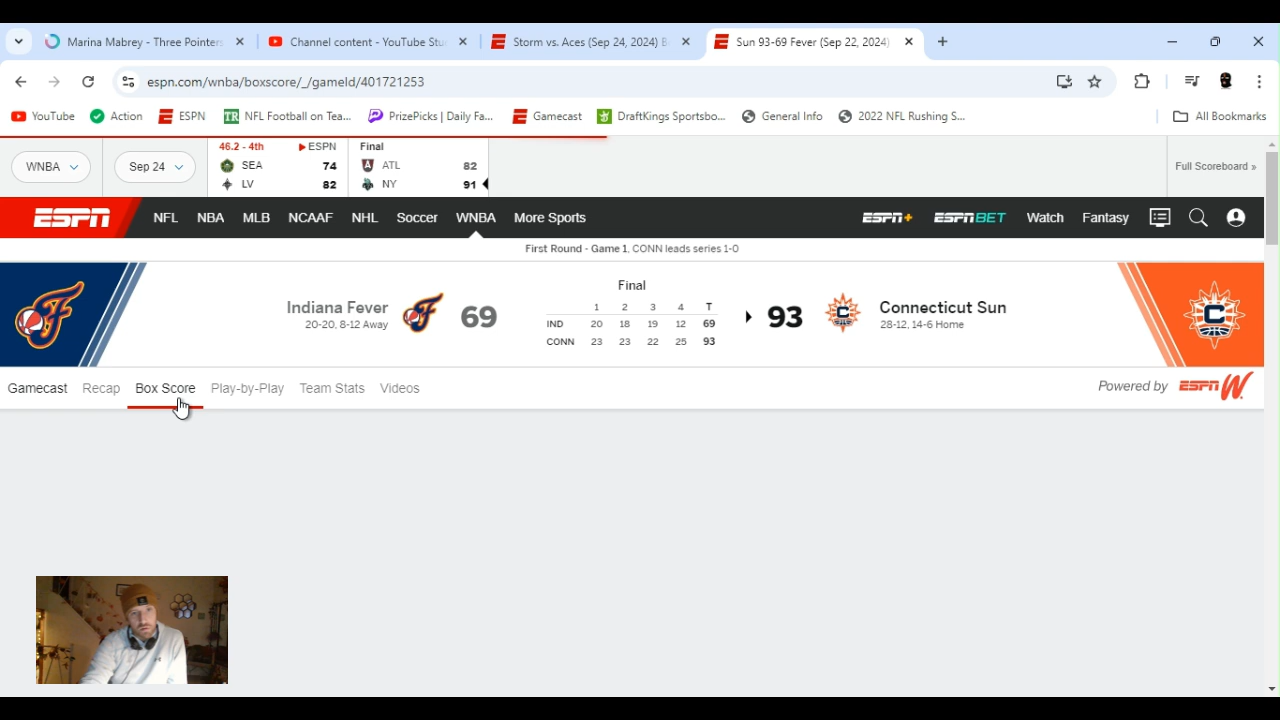 Marina Mabrey - Three Pointers
Channel content - YouTube Stu
Storm vs. Aces (Sep 24, 2024) B
Sun 93-69 Fever (Sep 22, 2024)
espn.com/wnba/boxscore/_/gameId/401721253
YouTube
Action
ESPN
NFL Football on Tea...
PrizePicks | Daily Fa...
Gamecast
DraftKings Sportsbo...
General Info
2022 NFL Rushing S...
All Bookmarks
WNBA
Sep 24
46.2 - 4th ESPN
SEA 74
LV 82
Final
ATL 82
NY 91
Full Scoreboard »
ESPN
NFL NBA MLB NCAAF NHL Soccer WNBA More Sports
ESPN+ ESPN BET Watch Fantasy
First Round - Game 1, CONN leads series 1-0
Indiana Fever
20-20, 8-12 Away
69
Final
1 2 3 4 T
IND 20 18 19 12 69
CONN 23 23 22 25 93
93
Connecticut Sun
28-12, 14-6 Home
Gamecast Recap Box Score Play-by-Play Team Stats Videos
Powered by ESPN W